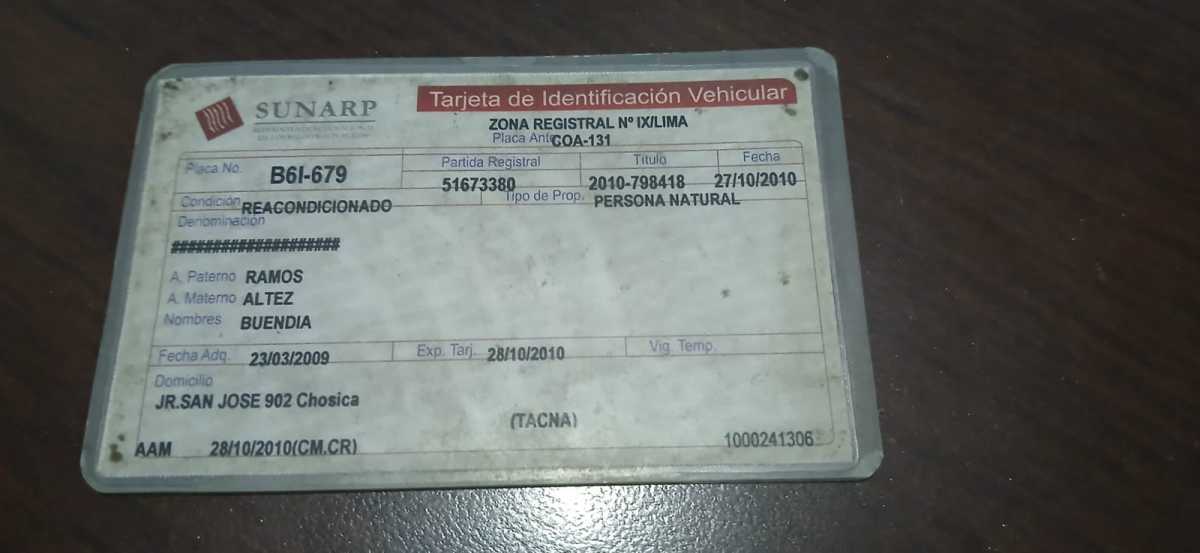 SUNARP
Tarjeta de Identificación Vehicular
ZONA REGISTRAL Nº IX/LIMA
Placa Ante COA-131
Placa No. B6I-679
Partida Registral Título Fecha
51673380 2010-798418 27/10/2010
Condición REACONDICIONADO Tipo de Prop. PERSONA NATURAL
Denominación
####################
A. Paterno RAMOS
A. Materno ALTEZ
Nombres BUENDIA
Fecha Adq. 23/03/2009 Exp. Tarj. 28/10/2010 Vig. Temp.
Domicilio
JR.SAN JOSE 902 Chosica
(TACNA)
AAM 28/10/2010(CM.CR) 1000241306